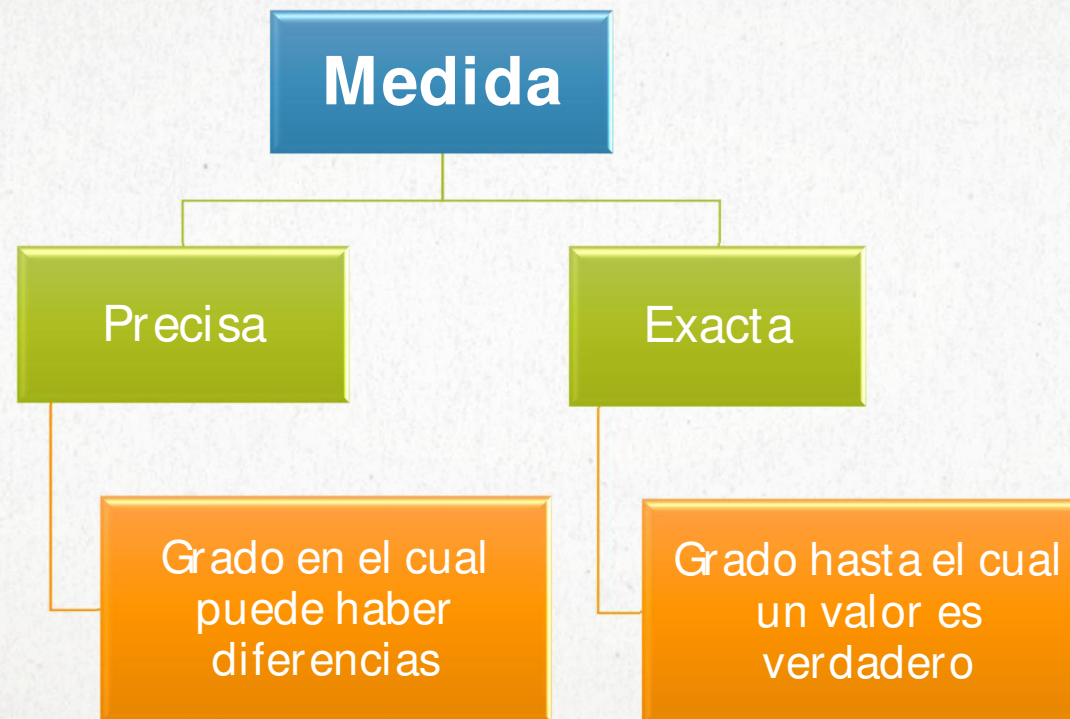 Medida
Precisa
Exacta
Grado en el cual
puede haber
diferencias
Grado hasta el cual
un valor es
verdadero